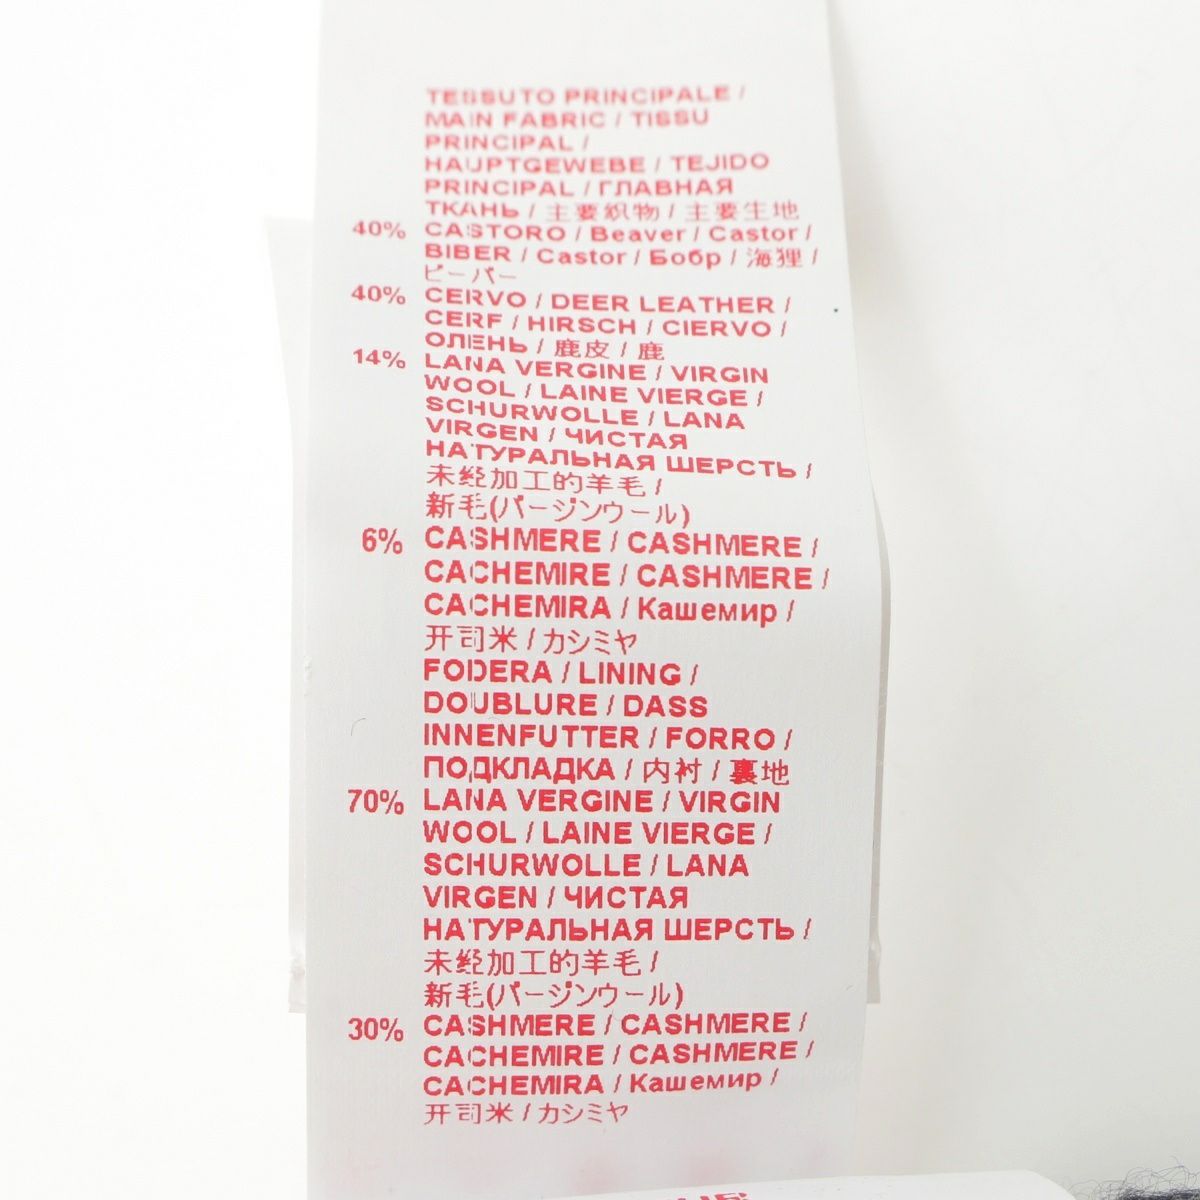 TESSUTO PRINCIPALE /
MAIN FABRIC / TISSU
PRINCIPAL /
HAUPTGEWEBE / TEJIDO
PRINCIPAL / ГЛАВНАЯ
ТКАНЬ / 主要织物 / 主要生地
40% CASTORO / Beaver / Castor /
BIBER / Castor / Бобр / 海狸 /
ビーバー
40% CERVO / DEER LEATHER /
CERF / HIRSCH / CIERVO /
ОЛЕНЬ / 鹿皮 / 鹿
14% LANA VERGINE / VIRGIN
WOOL / LAINE VIERGE /
SCHURWOLLE / LANA
VIRGEN / ЧИСТАЯ
НАТУРАЛЬНАЯ ШЕРСТЬ /
未经加工的羊毛 /
新毛(バージンウール)
6% CASHMERE / CASHMERE /
CACHEMIRE / CASHMERE /
CACHEMIRA / Кашемир /
开司米 / カシミヤ
FODERA / LINING /
DOUBLURE / DASS
INNENFUTTER / FORRO /
ПОДКЛАДКА / 内衬 / 裏地
70% LANA VERGINE / VIRGIN
WOOL / LAINE VIERGE /
SCHURWOLLE / LANA
VIRGEN / ЧИСТАЯ
НАТУРАЛЬНАЯ ШЕРСТЬ /
未经加工的羊毛 /
新毛(バージンウール)
30% CASHMERE / CASHMERE /
CACHEMIRE / CASHMERE /
CACHEMIRA / Кашемир /
开司米 / カシミヤ